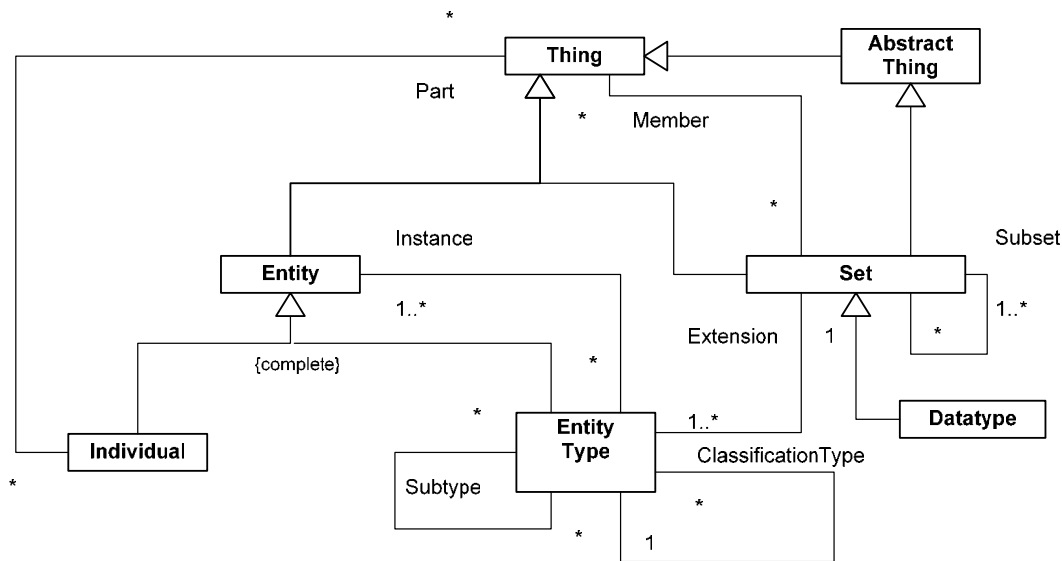 *
Thing
Abstract
Thing
Part
*
Member
*
Instance
Subset
Entity
Set
1..*
1..*
Extension
1
*
{complete}
*
*
Entity
Type
1..*
Datatype
Individual
ClassificationType
*
Subtype
*
*
1